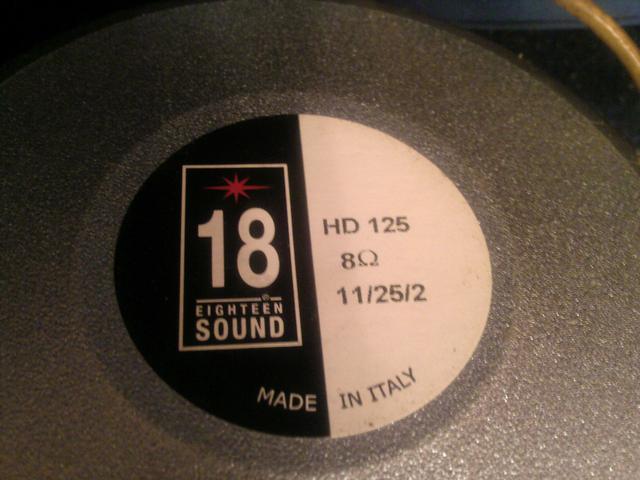 18
EIGHTEEN
SOUND
HD 125
8Ω
11/25/2
MADE IN ITALY